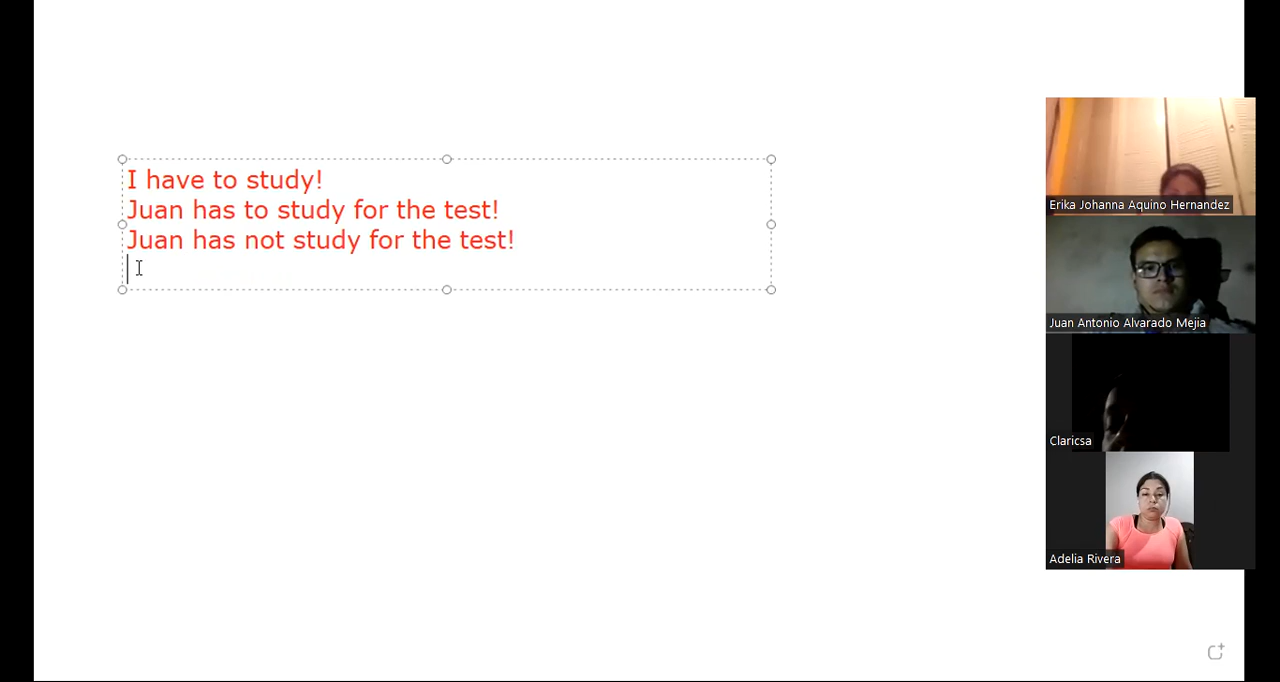 I have to study!
Juan has to study for the test!
Juan has not study for the test!
Erika Johanna Aquino Hernandez
Juan Antonio Alvarado Mejia
Claricsa
Adelia Rivera